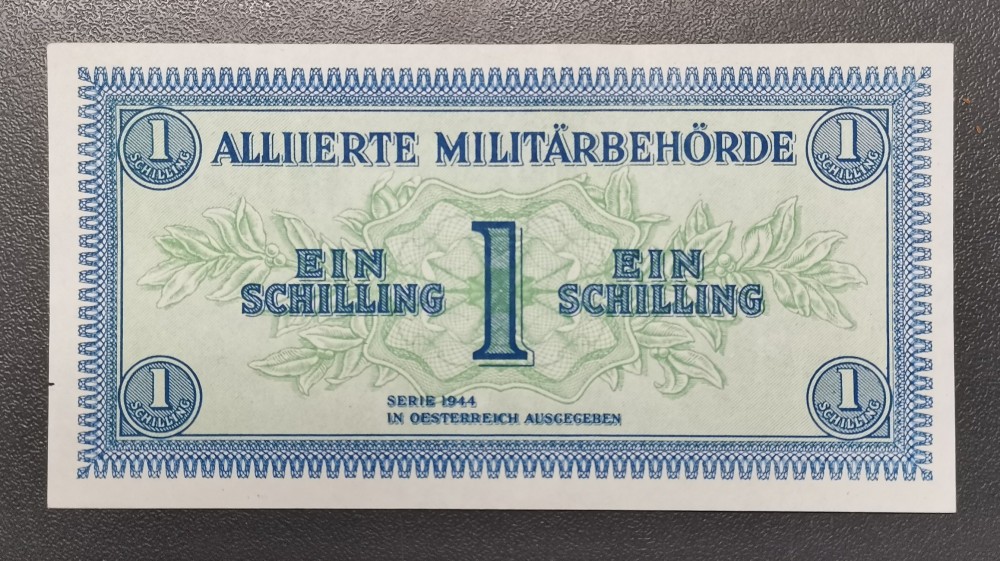 1 SCHILLING
ALLIIERTE MILITÄRBEHÖRDE
1 SCHILLING
EIN
SCHILLING
1
EIN
SCHILLING
SERIE 1944
IN OESTERREICH AUSGEGEBEN
1 SCHILLING
1 SCHILLING